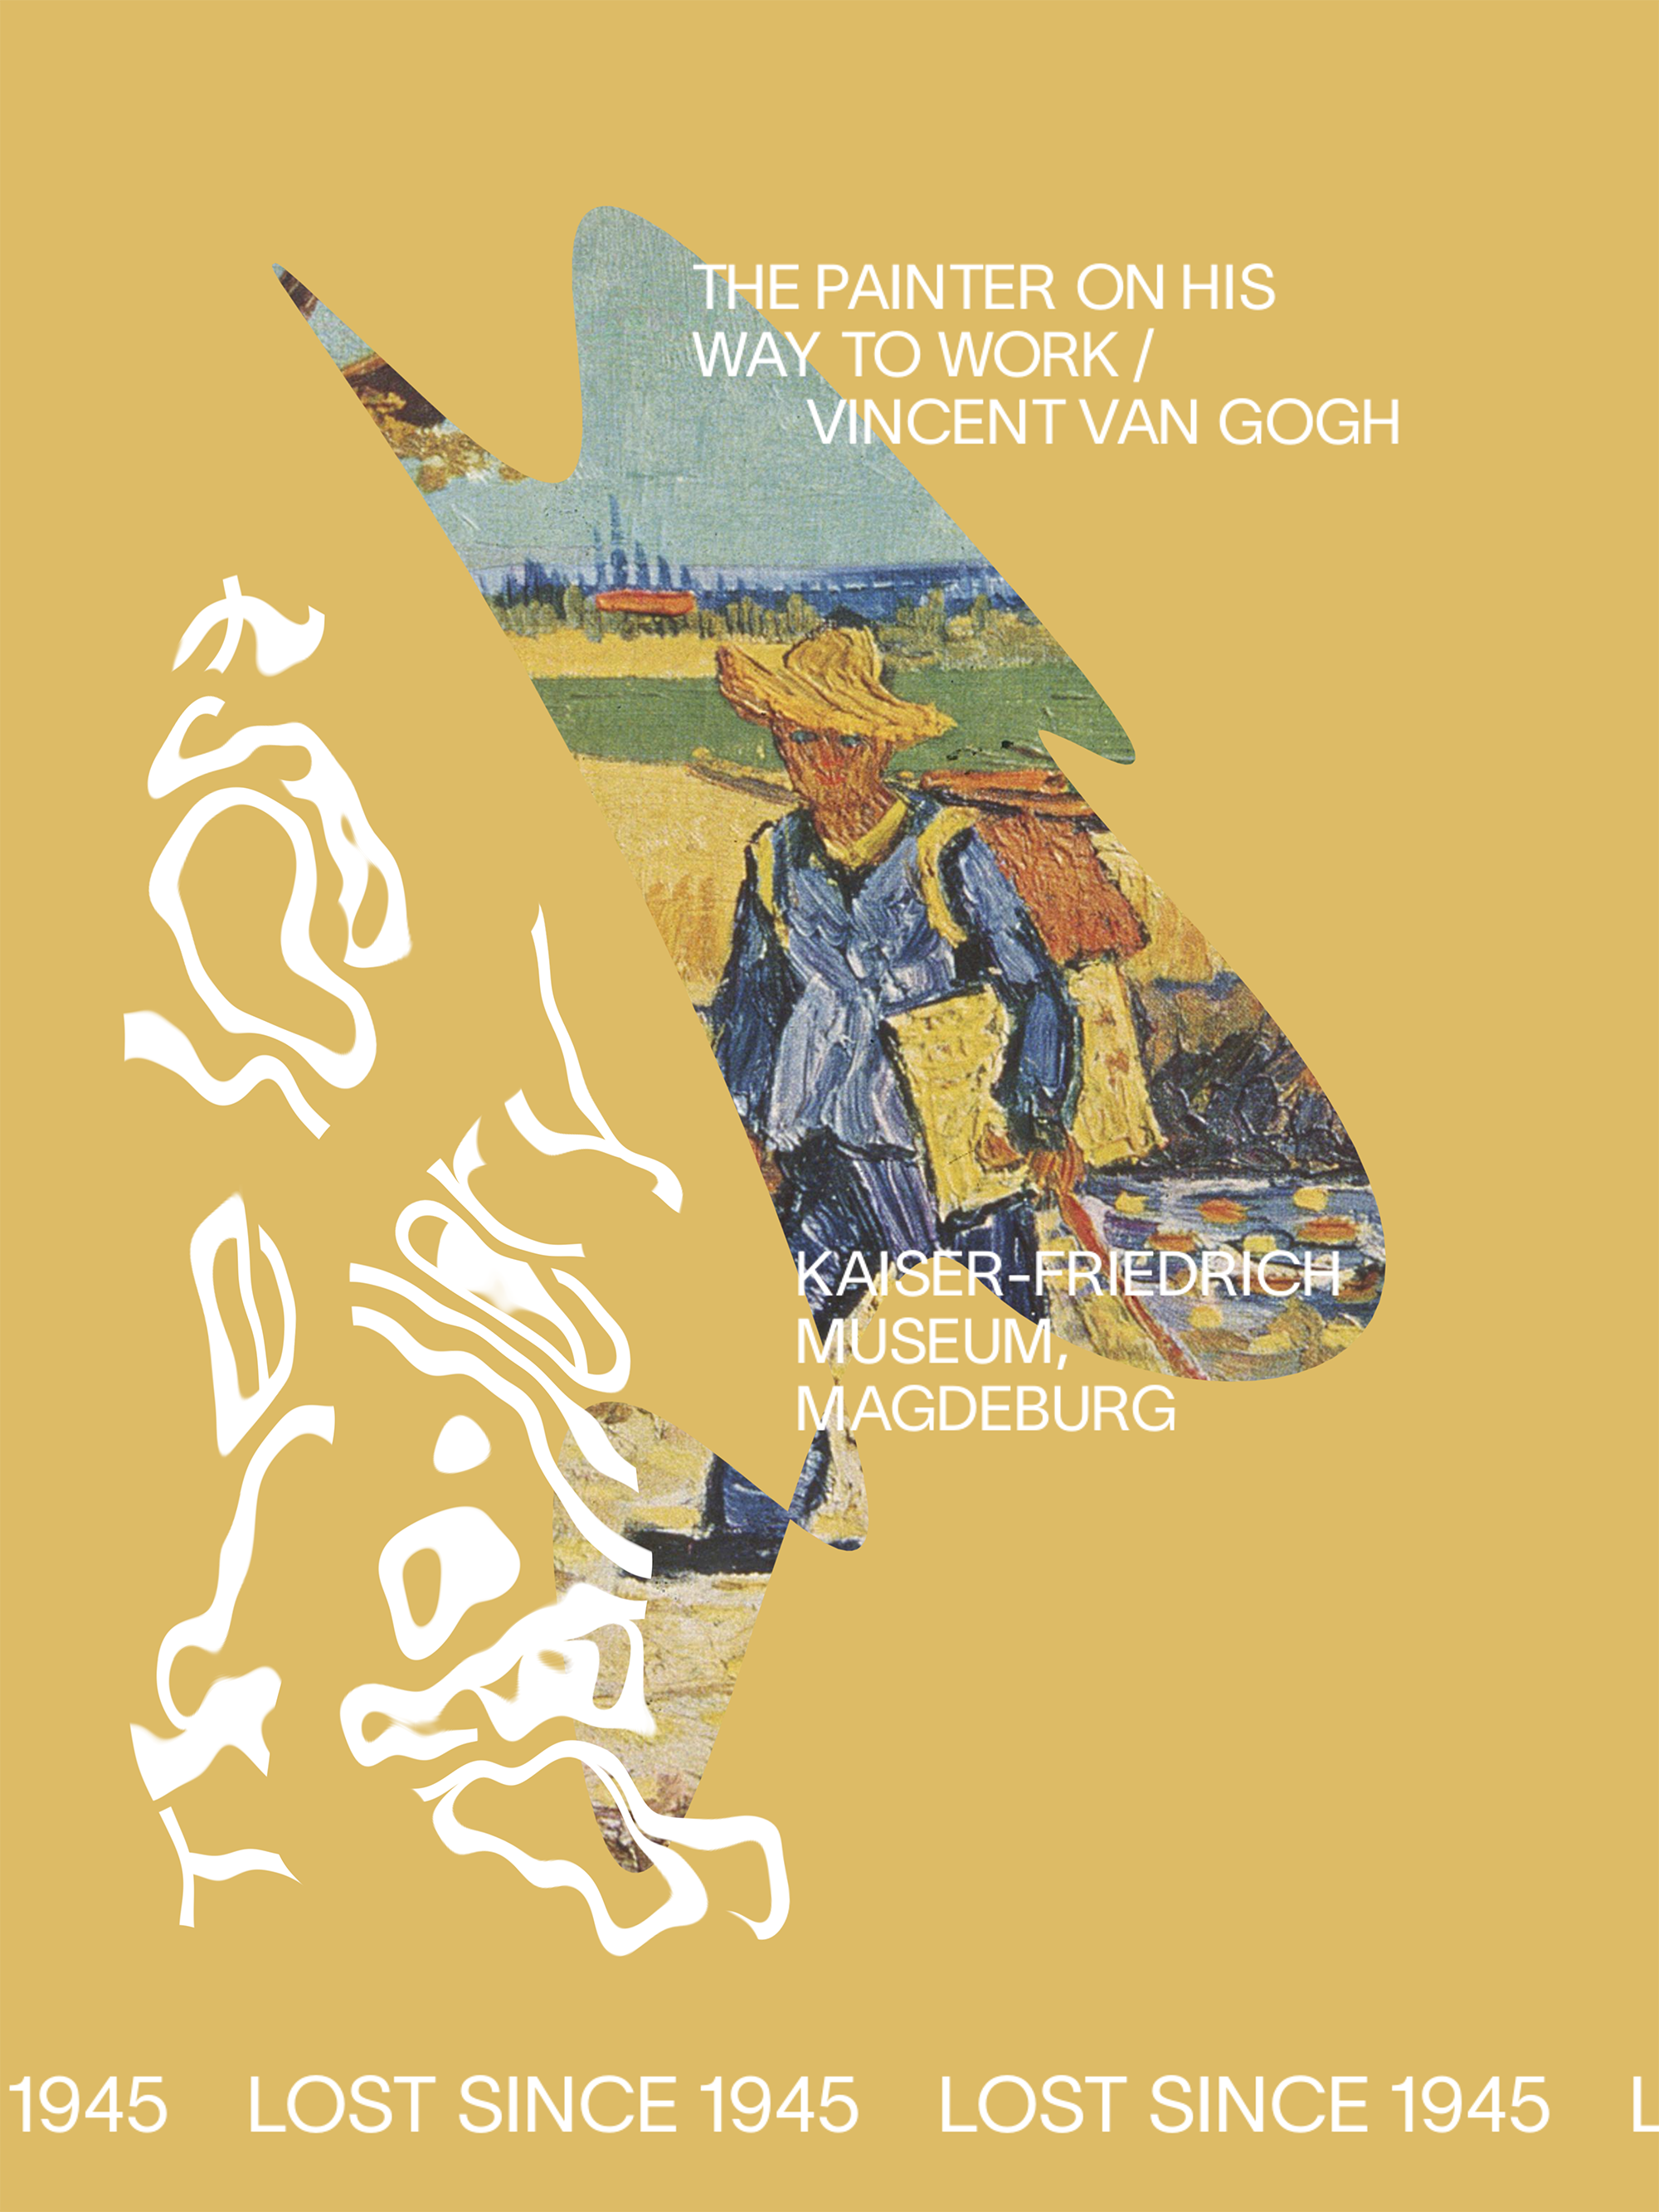 THE PAINTER ON HIS
WAY TO WORK /
VINCENT VAN GOGH
KAISER-FRIEDRICH
MUSEUM,
MAGDEBURG
1945 LOST SINCE 1945 LOST SINCE 1945 L